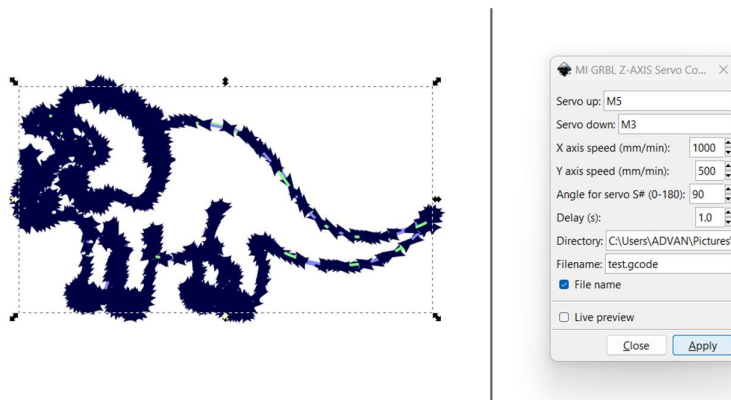 MI GRBL Z-AXIS Servo Co...
Servo up: M5
Servo down: M3
X axis speed (mm/min): 1000
Y axis speed (mm/min): 500
Angle for servo S# (0-180): 90
Delay (s): 1.0
Directory: C:\Users\ADVAN\Pictures\
Filename: test.gcode
File name
Live preview
Close Apply